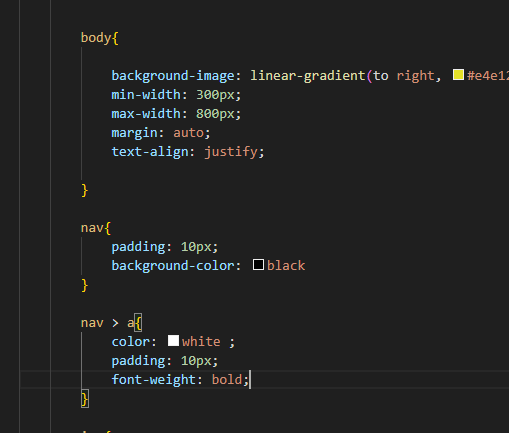 body{
background-image: linear-gradient(to right, #e4e12
min-width: 300px;
max-width: 800px;
margin: auto;
text-align: justify;
}
nav{
padding: 10px;
background-color: black
}
nav > a{
color: white ;
padding: 10px;
font-weight: bold;
}